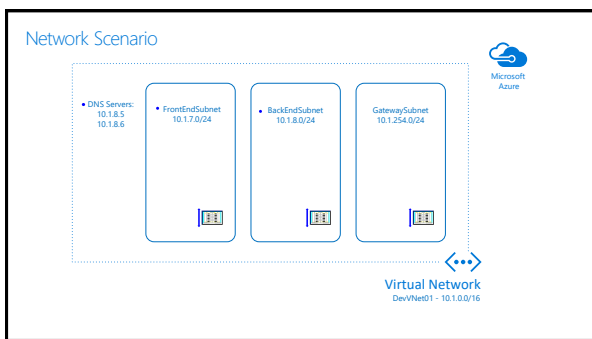 Network Scenario
Microsoft
Azure
DNS Servers:
10.1.8.5
10.1.8.6
FrontEndSubnet
10.1.7.0/24
BackEndSubnet
10.1.8.0/24
GatewaySubnet
10.1.254.0/24
Virtual Network
DevVNet01 - 10.1.0.0/16